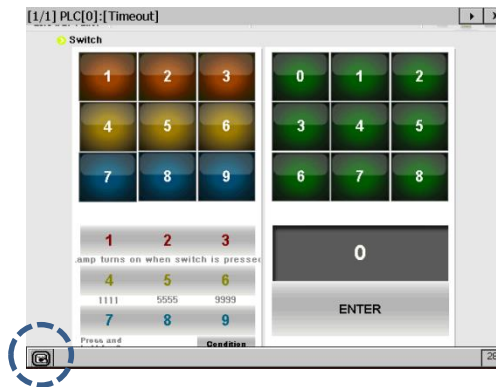 [1/1] PLC[0]:[Timeout]
Switch
1 2 3
4 5 6
7 8 9
0 1 2
3 4 5
6 7 8
1 2 3
amp turns on when switch is pressed
4 5 6
1111 5555 9999
7 8 9
Press and
Condition
0
ENTER